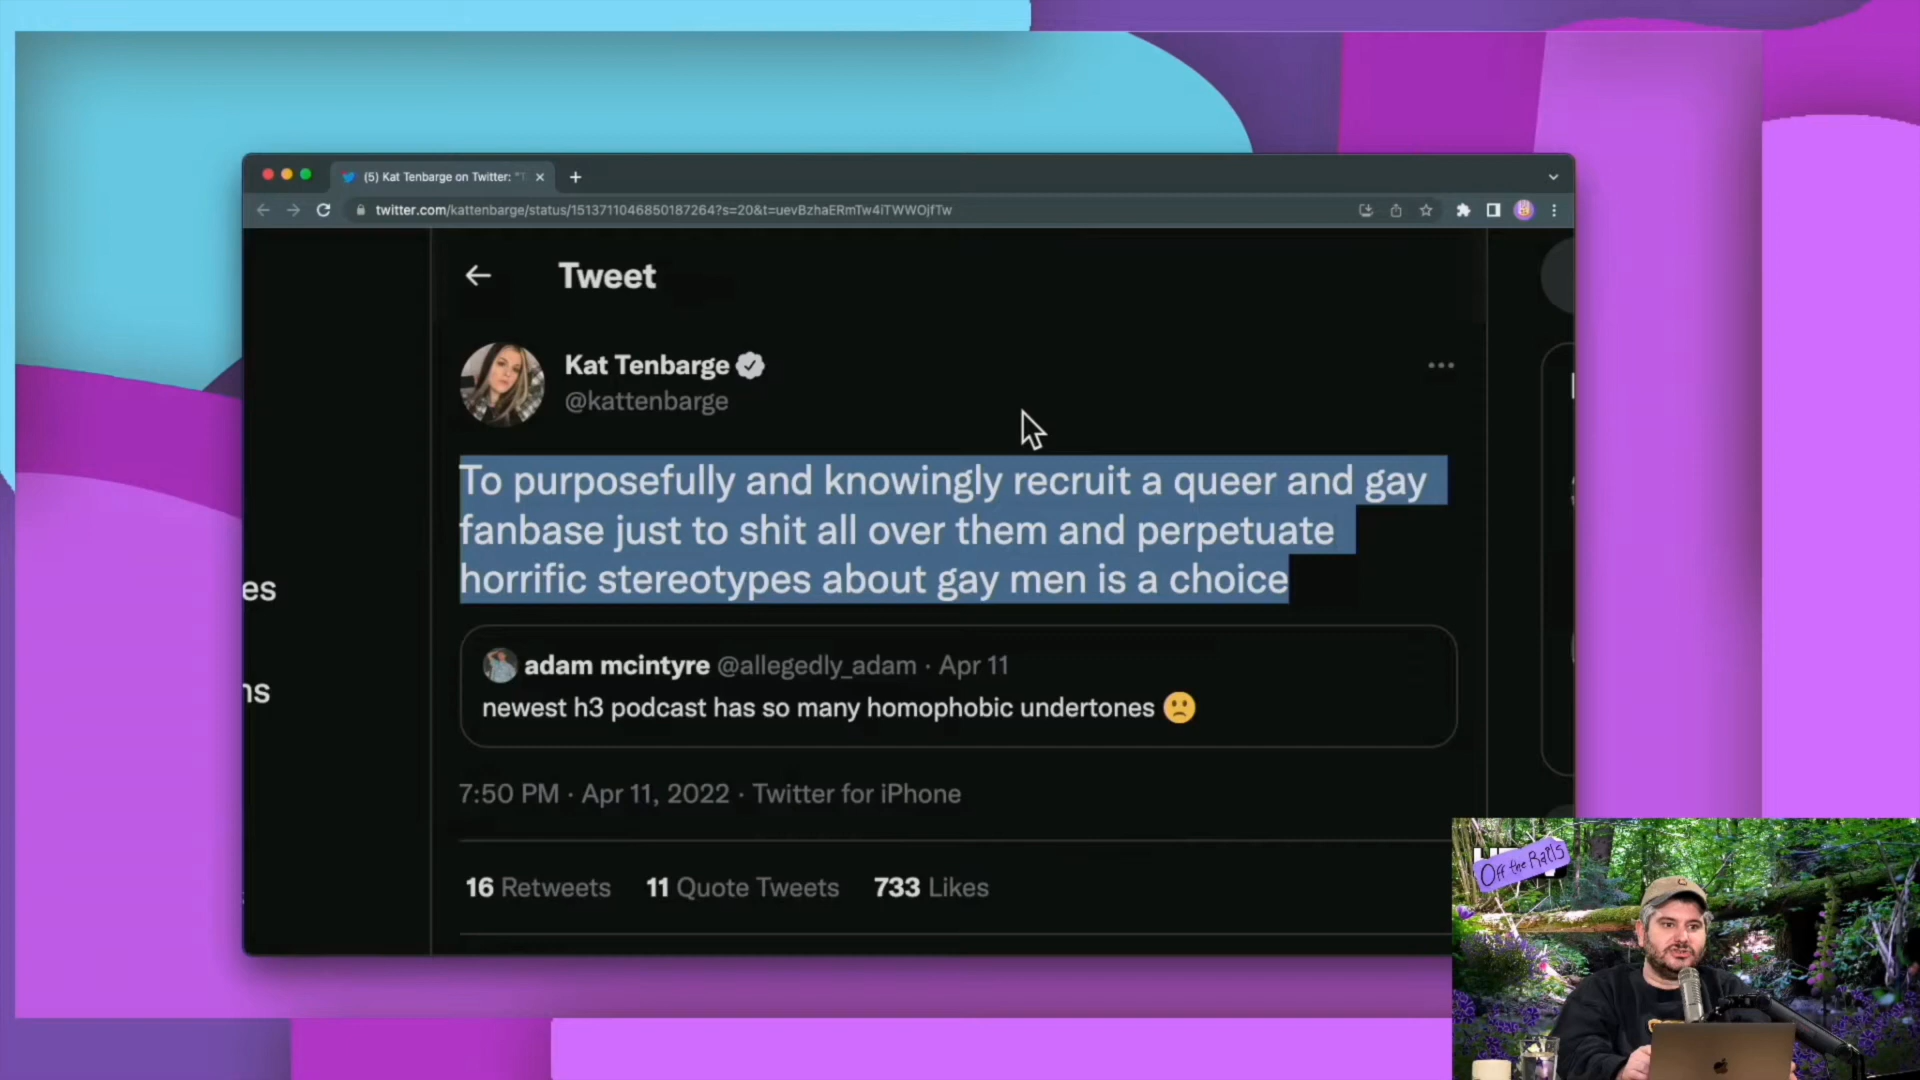 (5) Kat Tenbarge on Twitter: "T
twitter.com/kattenbarge/status/1513711046850187264?s=20&t=uevBzhaERmTw4iTWWOjfTw
Tweet
Kat Tenbarge
@kattenbarge
To purposefully and knowingly recruit a queer and gay
fanbase just to shit all over them and perpetuate
horrific stereotypes about gay men is a choice
es
ns
adam mcintyre @allegedly_adam · Apr 11
newest h3 podcast has so many homophobic undertones 🙁
7:50 PM · Apr 11, 2022 · Twitter for iPhone
16 Retweets 11 Quote Tweets 733 Likes
Off the Rails